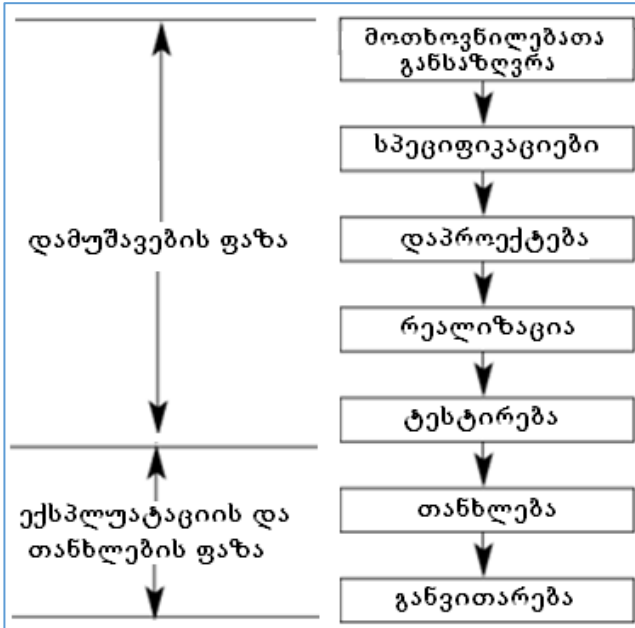 მოთხოვნილებათა
განსაზღვრა
სპეციფიკაციები
დაპროექტება
რეალიზაცია
ტესტირება
თანხლება
განვითარება
დამუშავების ფაზა
ექსპლუატაციის და
თანხლების ფაზა